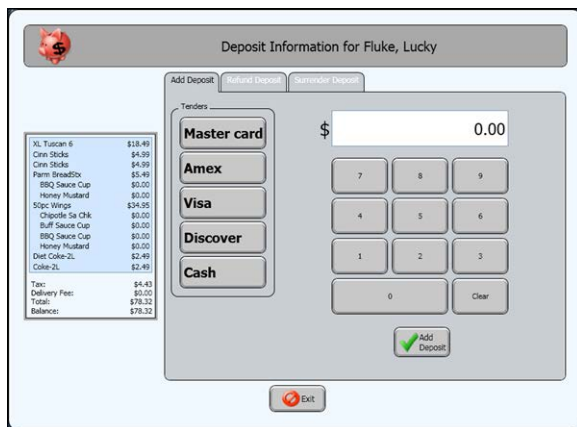 Deposit Information for Fluke, Lucky
Add Deposit Refund Deposit Surrender Deposit
Tenders
Master card
Amex
Visa
Discover
Cash
$ 0.00
7 8 9
4 5 6
1 2 3
0 Clear
Add Deposit
XL Tuscan 6 $18.49
Cinn Sticks $4.99
Cinn Sticks $4.99
Parm BreadStx $5.49
BBQ Sauce Cup $0.00
Honey Mustard $0.00
50pc Wings $34.95
Chipotle Sa Chk $0.00
Buff Sauce Cup $0.00
BBQ Sauce Cup $0.00
Honey Mustard $0.00
Diet Coke-2L $2.49
Coke-2L $2.49
Tax: $4.43
Delivery Fee: $0.00
Total: $78.32
Balance: $78.32
Exit